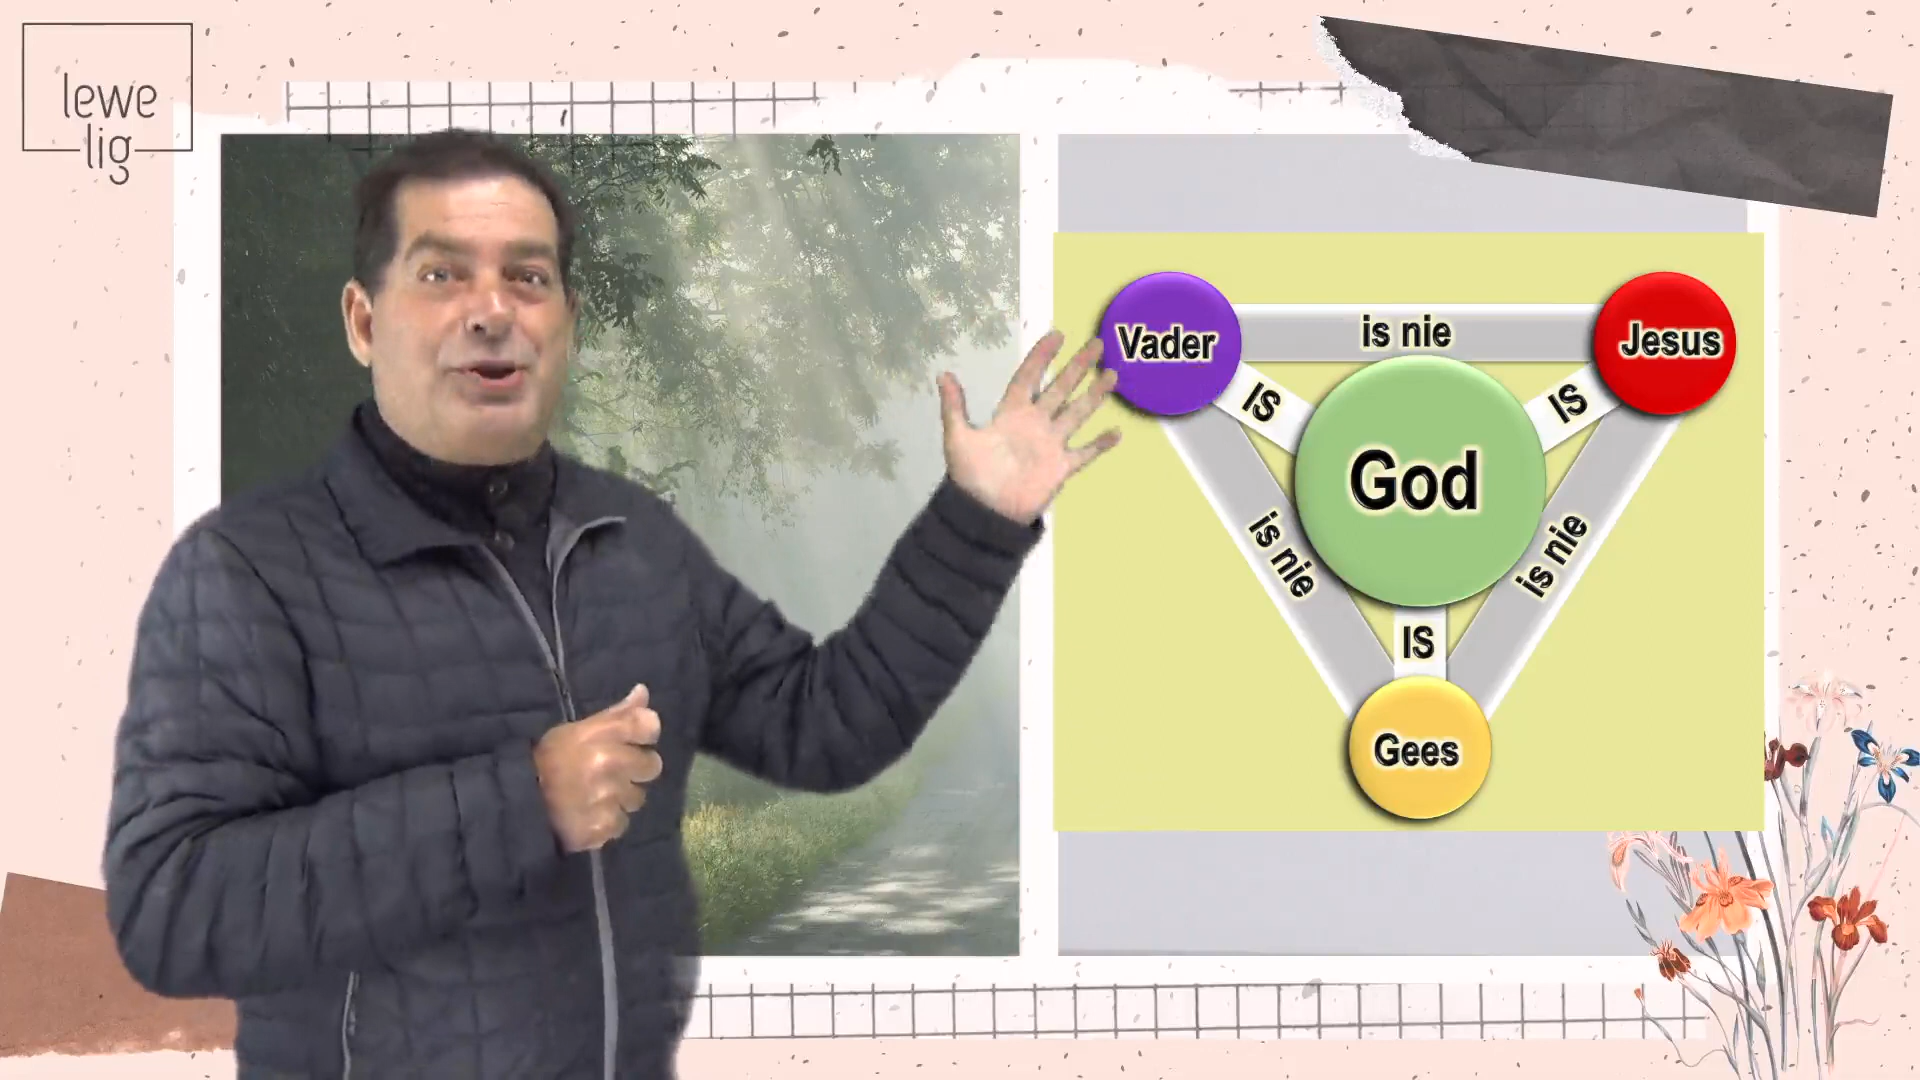 lewe
lig
Vader
is nie
Jesus
IS
IS
God
is nie
is nie
IS
Gees